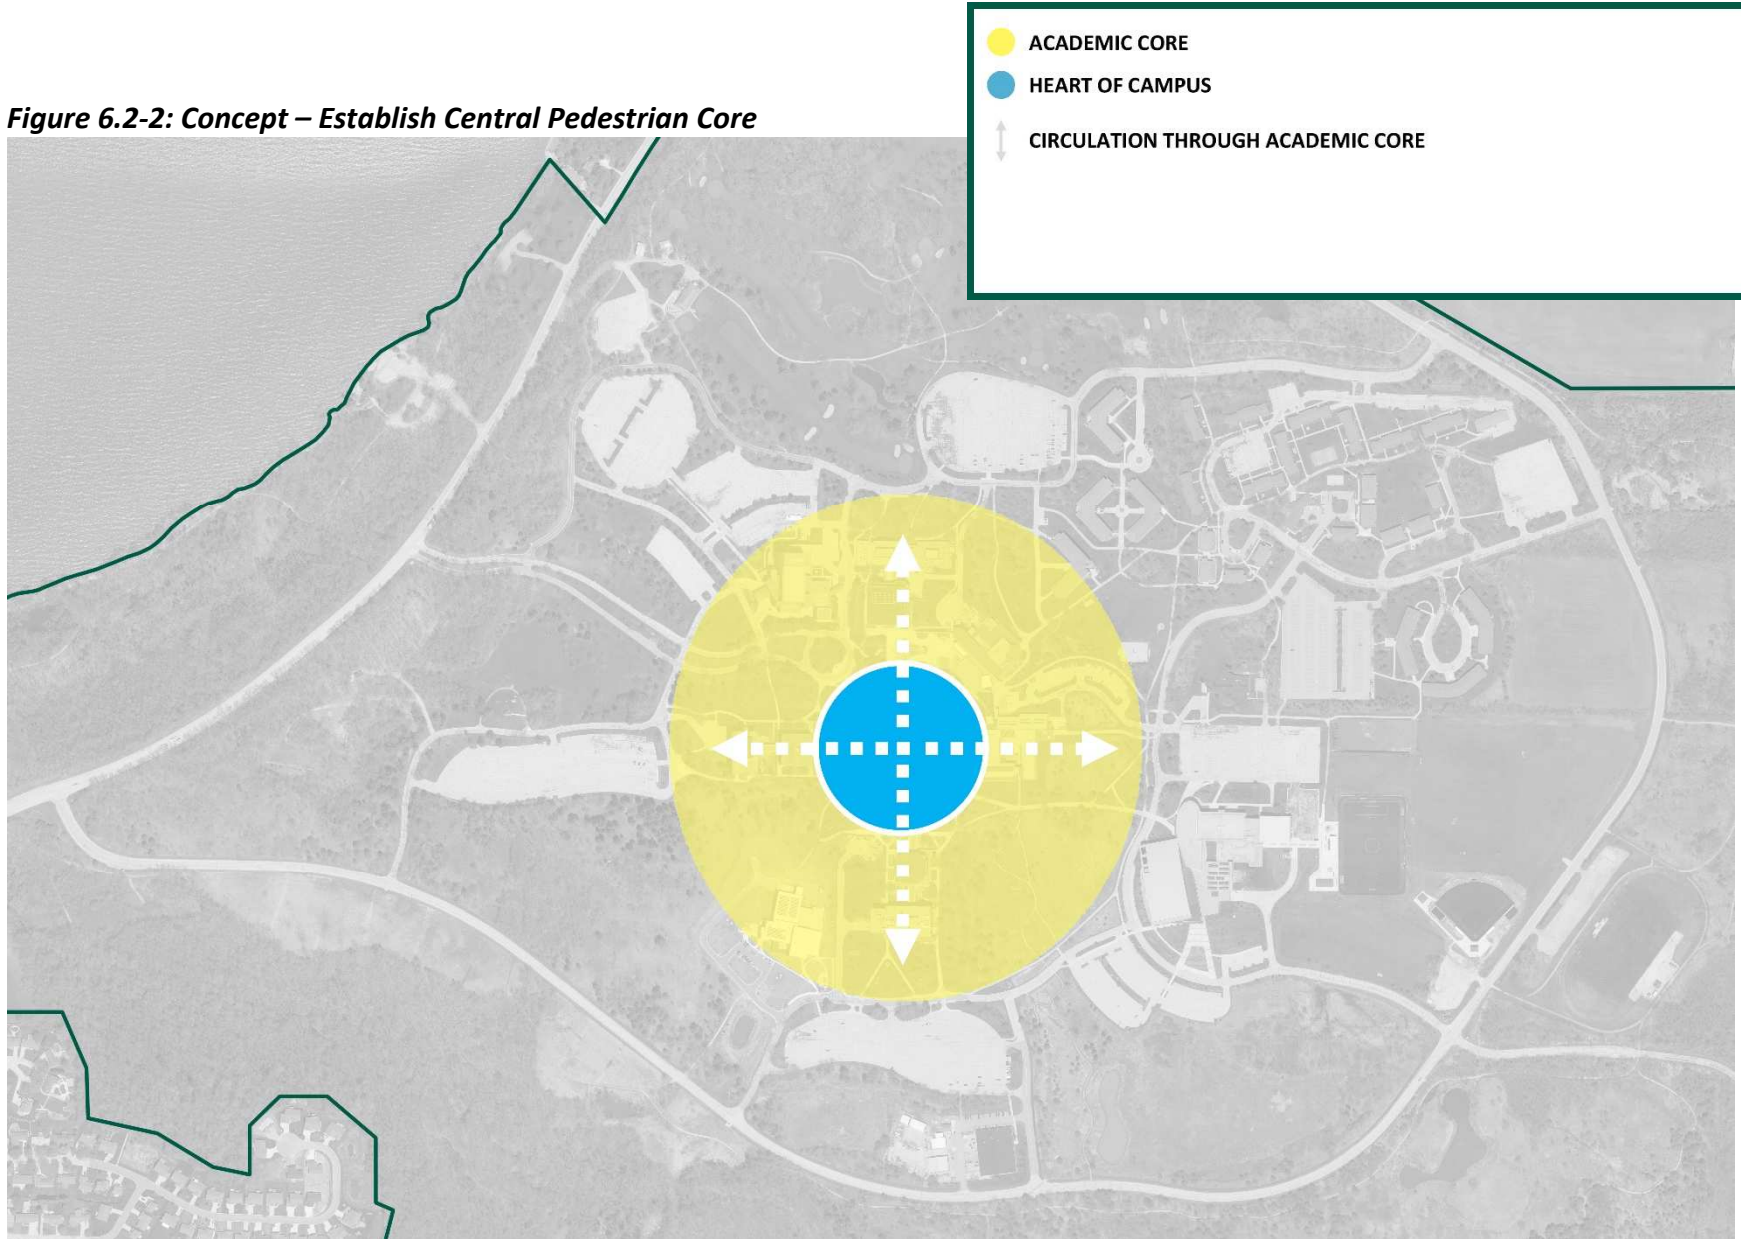 ACADEMIC CORE
HEART OF CAMPUS
Figure 6.2-2: Concept – Establish Central Pedestrian Core
CIRCULATION THROUGH ACADEMIC CORE